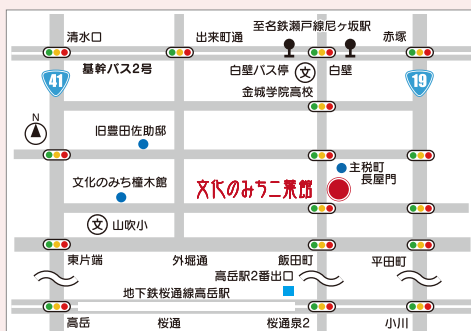 至名鉄瀬戸線尼ヶ坂駅
清水口
出来町通
赤塚
基幹バス2号
白壁バス停
文
白壁
41
金城学院高校
19
N
旧豊田佐助邸
主税町
長屋門
文化のみち橦木館
文化のみち二葉館
文
山吹小
東片端
外堀通
飯田町
平田町
高岳駅2番出口
地下鉄桜通線高岳駅
高岳
桜通
桜通泉2
小川